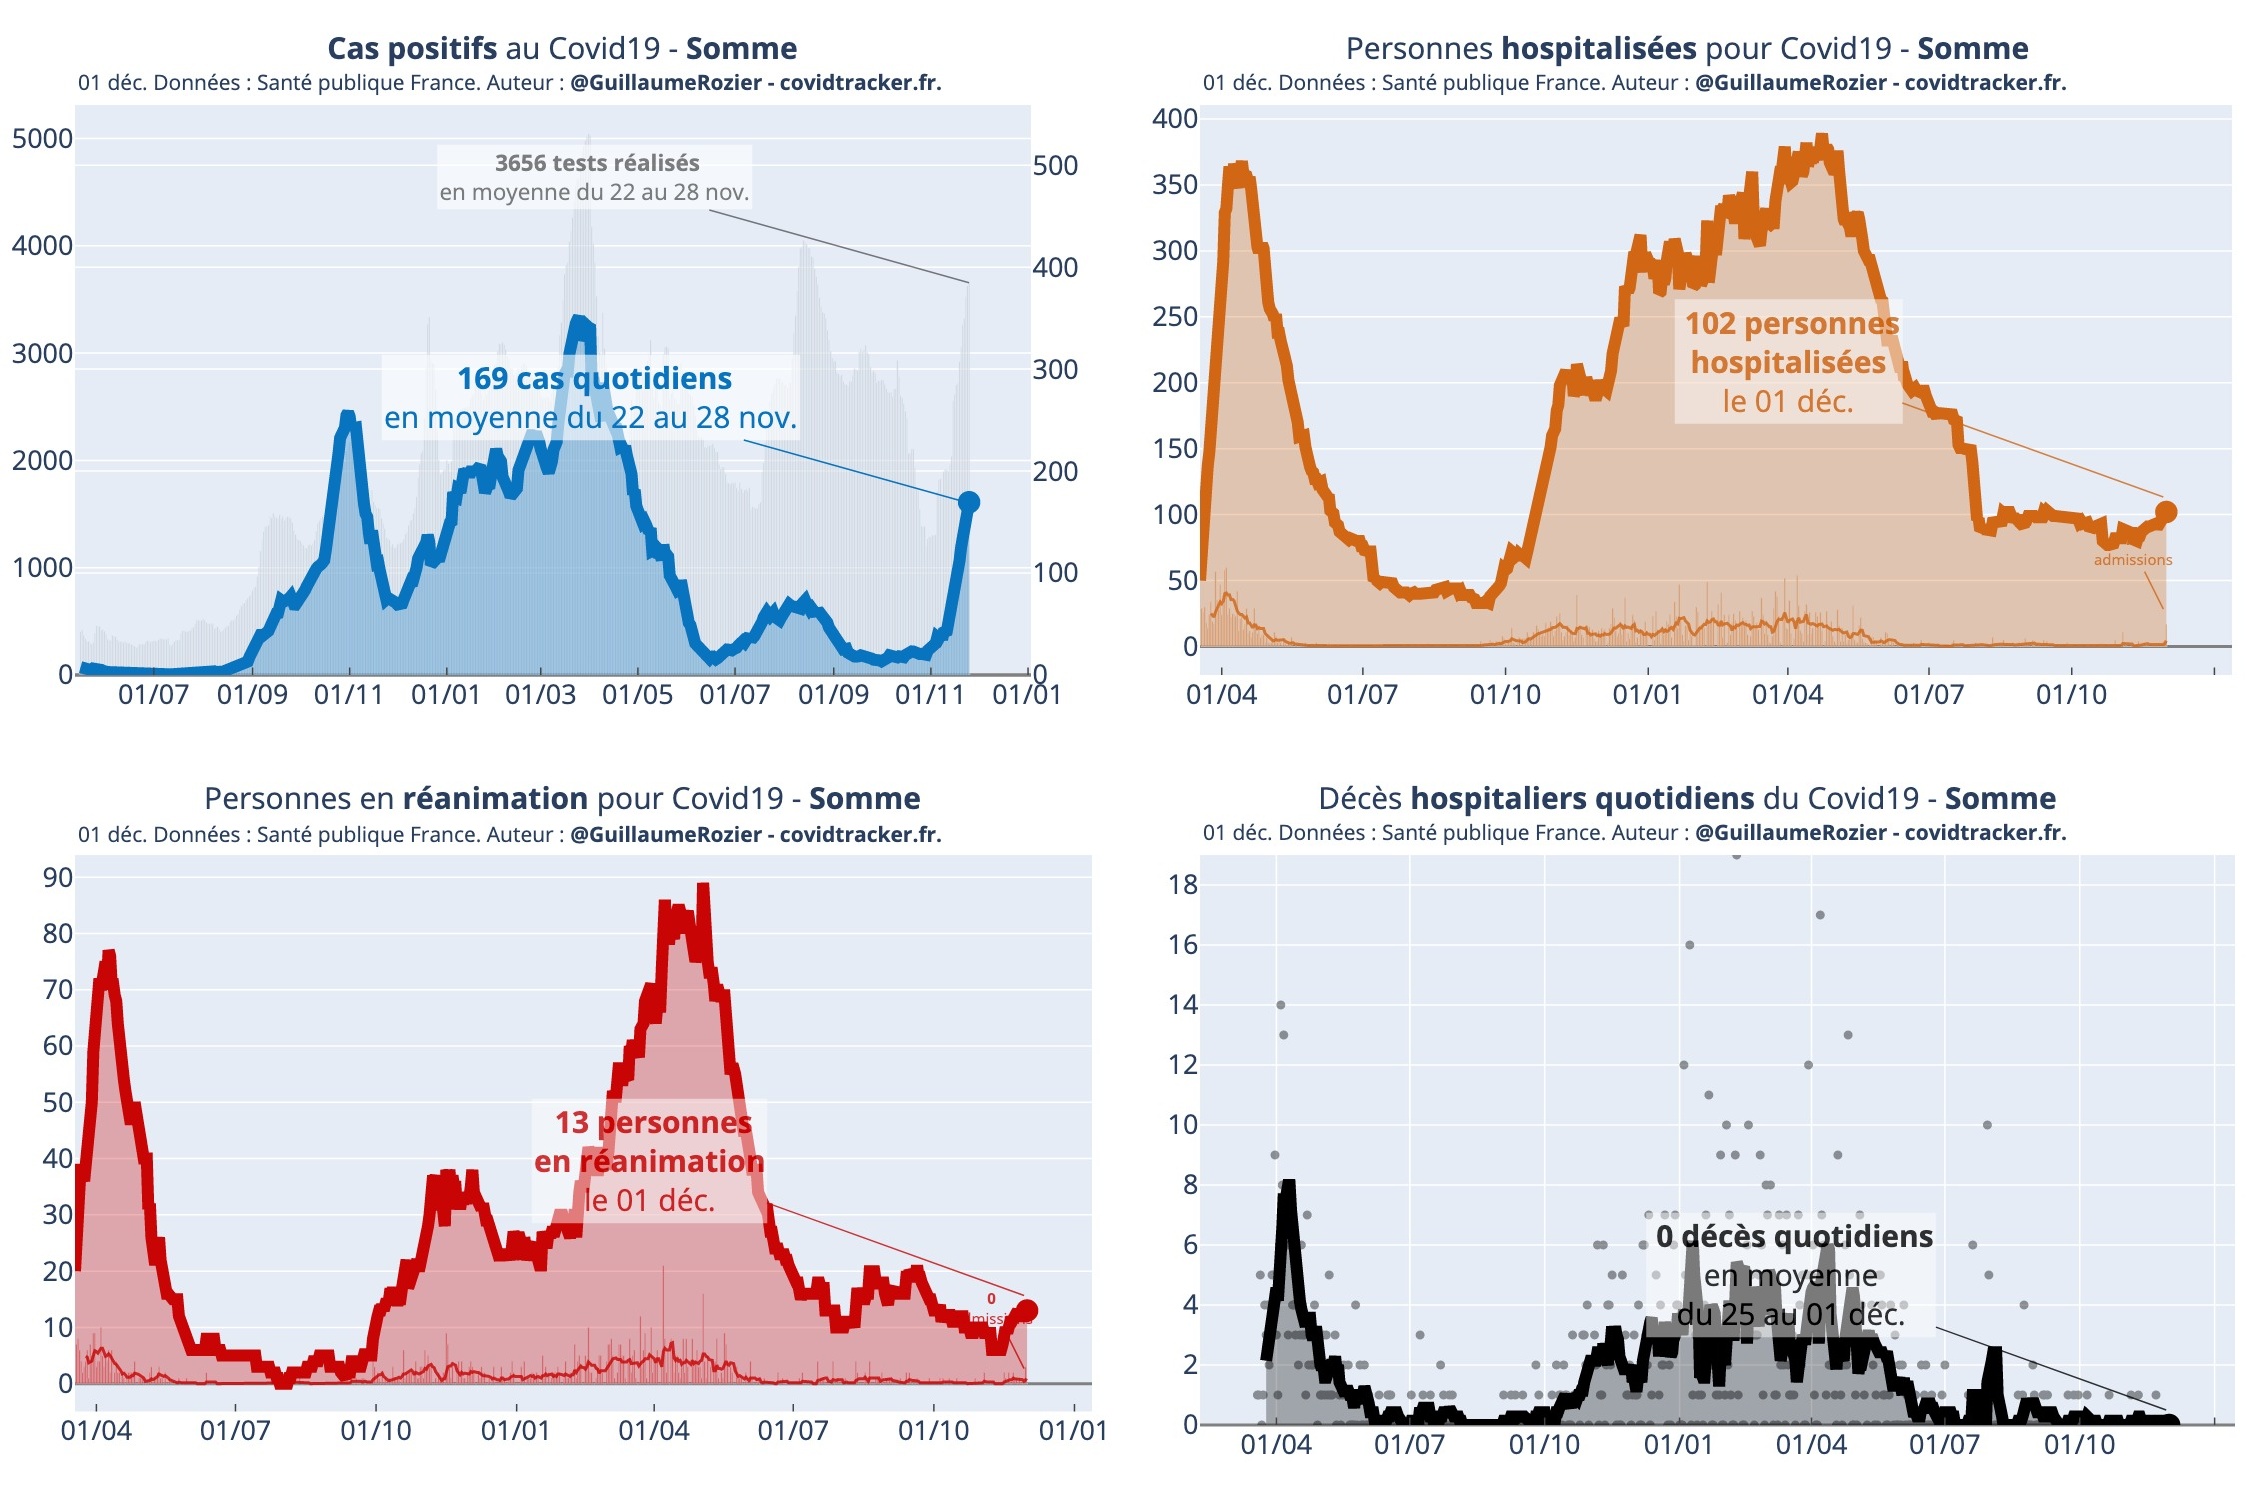 Cas positifs au Covid19 - Somme
01 déc. Données : Santé publique France. Auteur : @GuillaumeRozier - covidtracker.fr.
5000
4000
3000
2000
1000
0
500
400
300
200
100
0
3656 tests réalisés
en moyenne du 22 au 28 nov.
169 cas quotidiens
en moyenne du 22 au 28 nov.
01/07 01/09 01/11 01/01 01/03 01/05 01/07 01/09 01/11 01/01
Personnes hospitalisées pour Covid19 - Somme
01 déc. Données : Santé publique France. Auteur : @GuillaumeRozier - covidtracker.fr.
400
350
300
250
200
150
100
50
0
102 personnes
hospitalisées
le 01 déc.
admissions
01/04 01/07 01/10 01/01 01/04 01/07 01/10
Personnes en réanimation pour Covid19 - Somme
01 déc. Données : Santé publique France. Auteur : @GuillaumeRozier - covidtracker.fr.
90
80
70
60
50
40
30
20
10
0
13 personnes
en réanimation
le 01 déc.
0
01/04 01/07 01/10 01/01 01/04 01/07 01/10 01/01
Décès hospitaliers quotidiens du Covid19 - Somme
01 déc. Données : Santé publique France. Auteur : @GuillaumeRozier - covidtracker.fr.
18
16
14
12
10
8
6
4
2
0
0 décès quotidiens
en moyenne
du 25 au 01 déc.
01/04 01/07 01/10 01/01 01/04 01/07 01/10